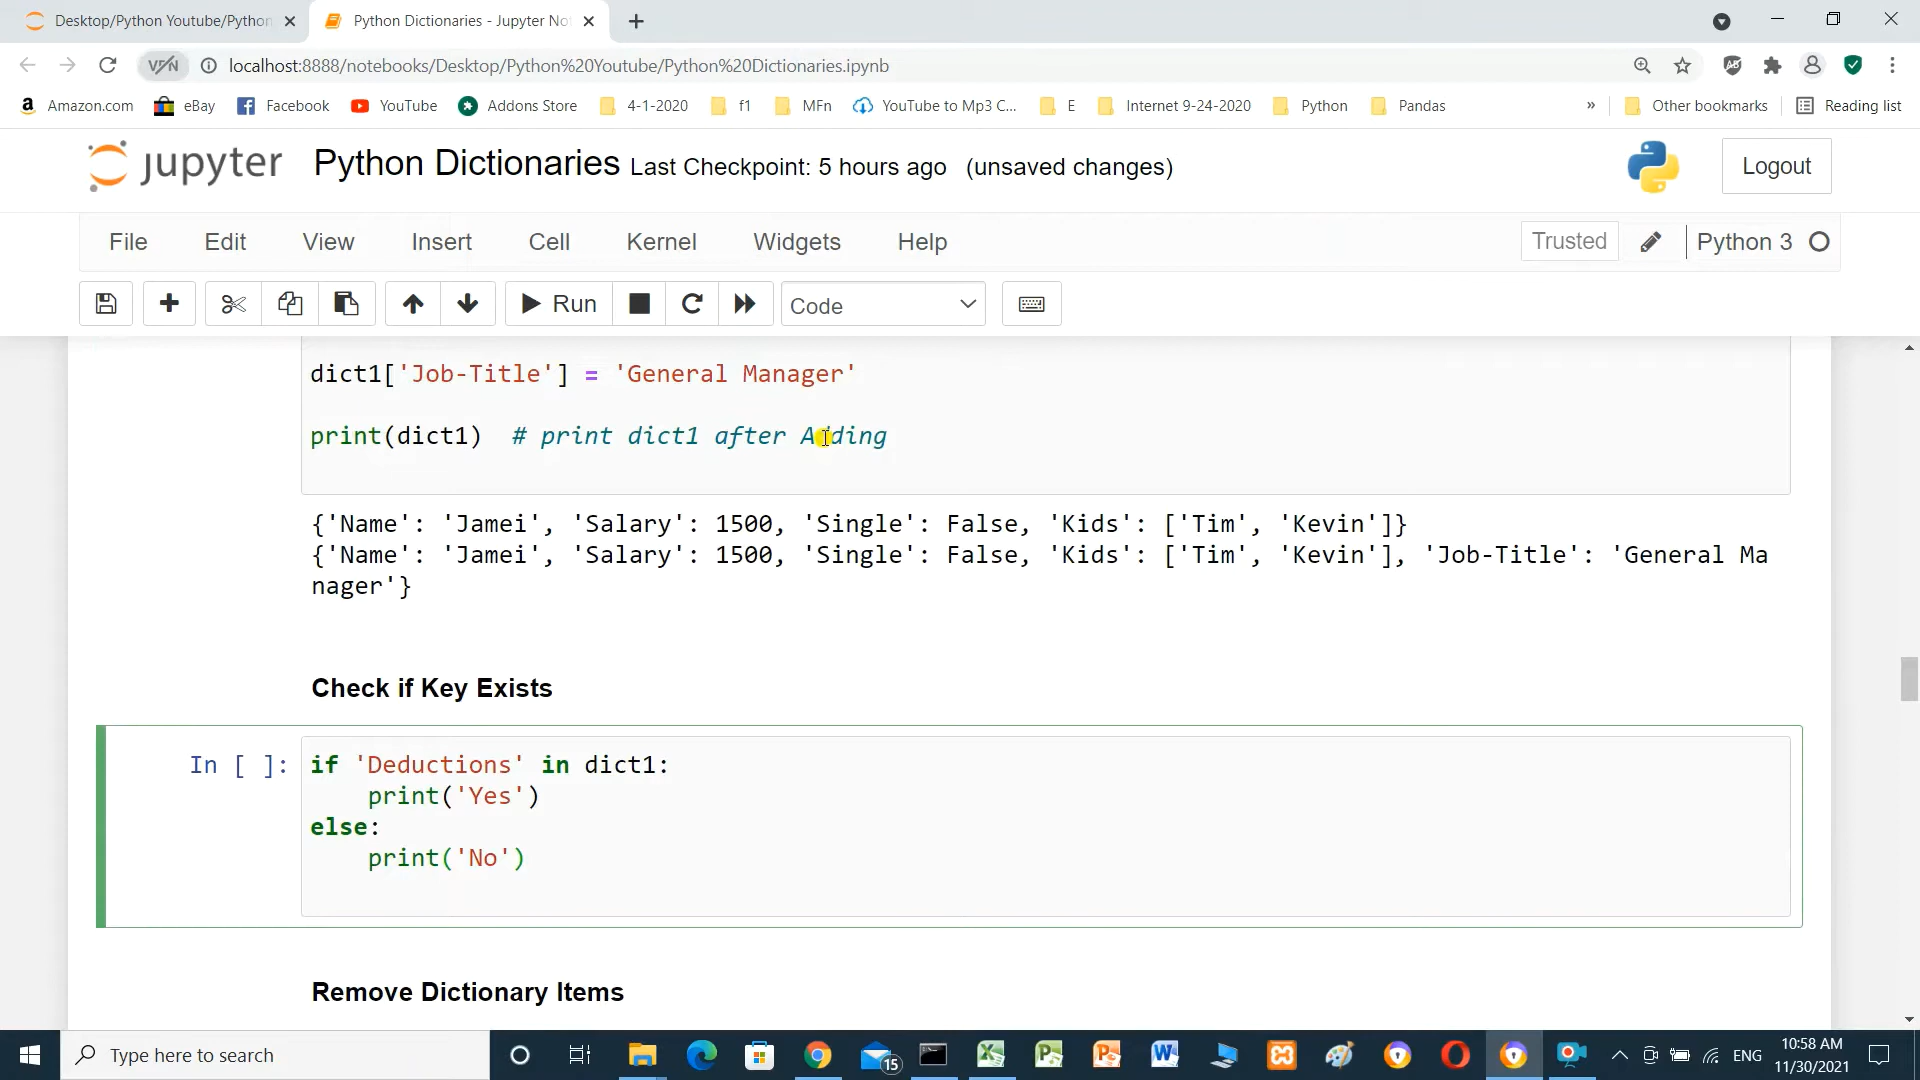 Desktop/Python Youtube/Python
Python Dictionaries - Jupyter No
localhost:8888/notebooks/Desktop/Python%20Youtube/Python%20Dictionaries.ipynb
Amazon.com eBay Facebook YouTube Addons Store 4-1-2020 f1 MFn YouTube to Mp3 C... E Internet 9-24-2020 Python Pandas » Other bookmarks Reading list
jupyter Python Dictionaries Last Checkpoint: 5 hours ago (unsaved changes) Logout
File Edit View Insert Cell Kernel Widgets Help Trusted Python 3
Run Code
dict1['Job-Title'] = 'General Manager'
print(dict1) # print dict1 after Adding
{'Name': 'Jamei', 'Salary': 1500, 'Single': False, 'Kids': ['Tim', 'Kevin']}
{'Name': 'Jamei', 'Salary': 1500, 'Single': False, 'Kids': ['Tim', 'Kevin'], 'Job-Title': 'General Ma
nager'}
Check if Key Exists
In [ ]: if 'Deductions' in dict1:
print('Yes')
else:
print('No')
Remove Dictionary Items
Type here to search
15
ENG
10:58 AM
11/30/2021